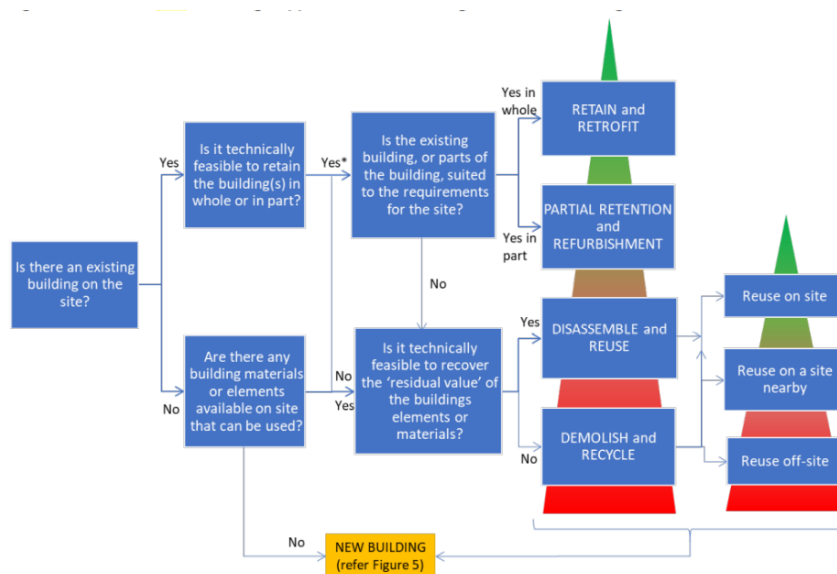 Is there an existing
building on the
site?
Yes
No
Is it technically
feasible to retain
the building(s) in
whole or in part?
Are there any
building materials
or elements
available on site
that can be used?
Yes*
No
Yes
No
Is the existing
building, or parts of
the building, suited
to the requirements
for the site?
No
Is it technically
feasible to recover
the ‘residual value’ of
the buildings
elements or
materials?
Yes in
whole
Yes in
part
Yes
No
RETAIN and
RETROFIT
PARTIAL RETENTION
and
REFURBISHMENT
DISASSEMBLE and
REUSE
DEMOLISH and
RECYCLE
Reuse on site
Reuse on a site
nearby
Reuse off-site
NEW BUILDING
(refer Figure 5)